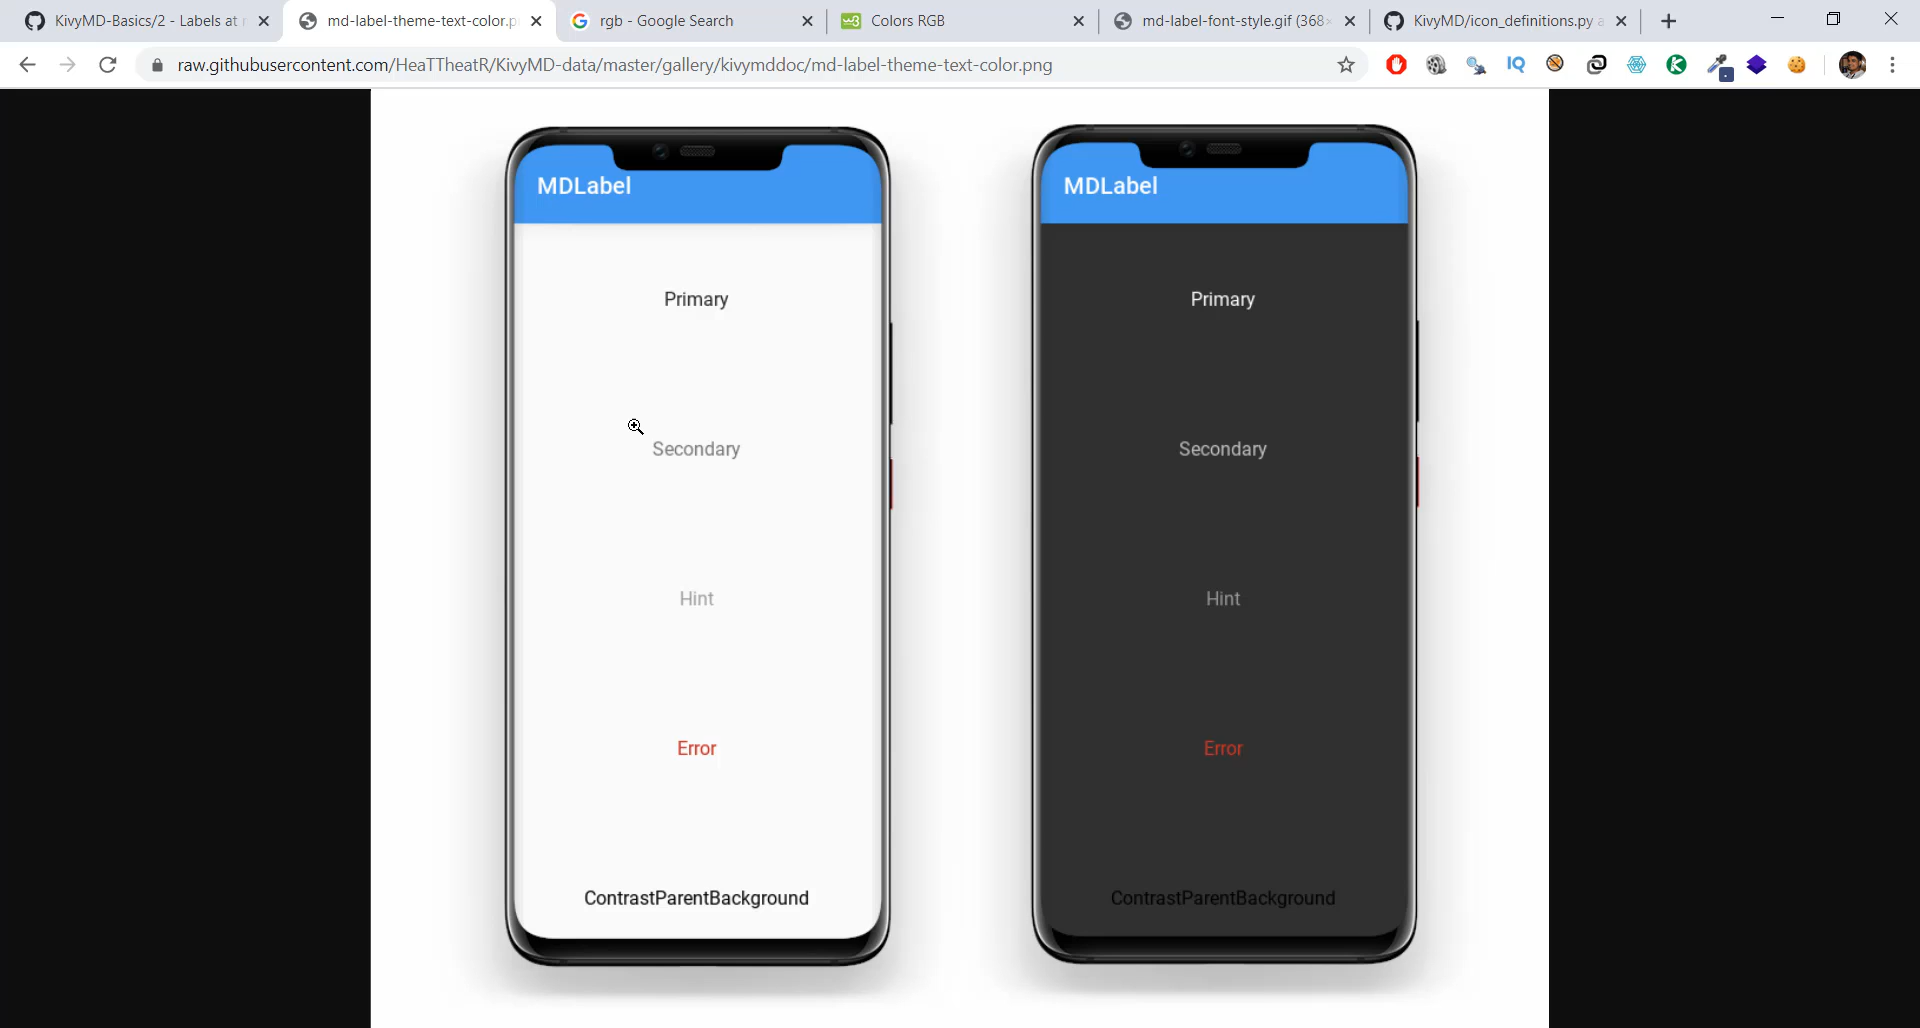 KivyMD-Basics/2 - Labels at
md-label-theme-text-color.p
rgb - Google Search
Colors RGB
md-label-font-style.gif (368
KivyMD/icon_definitions.py a
raw.githubusercontent.com/HeaTTheatR/KivyMD-data/master/gallery/kivymddoc/md-label-theme-text-color.png
MDLabel
Primary
Secondary
Hint
Error
ContrastParentBackground
MDLabel
Primary
Secondary
Hint
Error
ContrastParentBackground